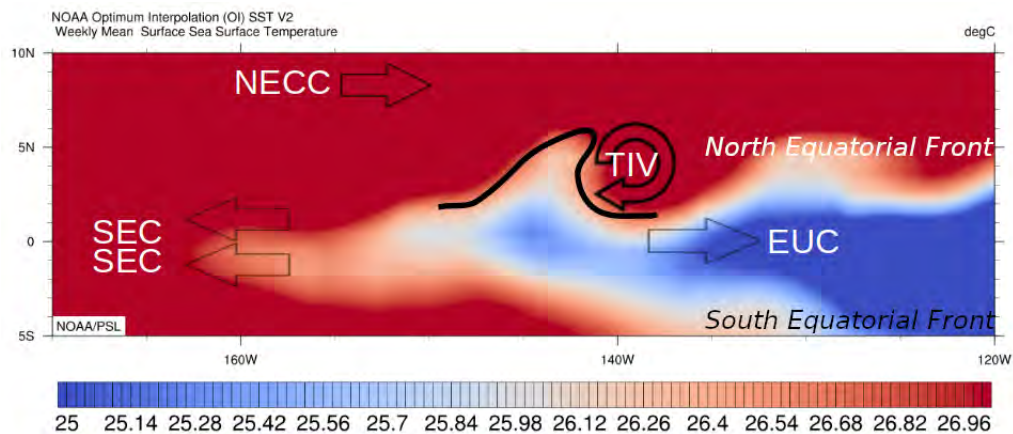 NOAA Optimum Interpolation (OI) SST V2
Weekly Mean Surface Sea Surface Temperature
degC
10N
NECC
5N
TIV
North Equatorial Front
SEC
0
EUC
SEC
NOAA/PSL
South Equatorial Front
5S
160W 140W 120W
25 25.14 25.28 25.42 25.56 25.7 25.84 25.98 26.12 26.26 26.4 26.54 26.68 26.82 26.96